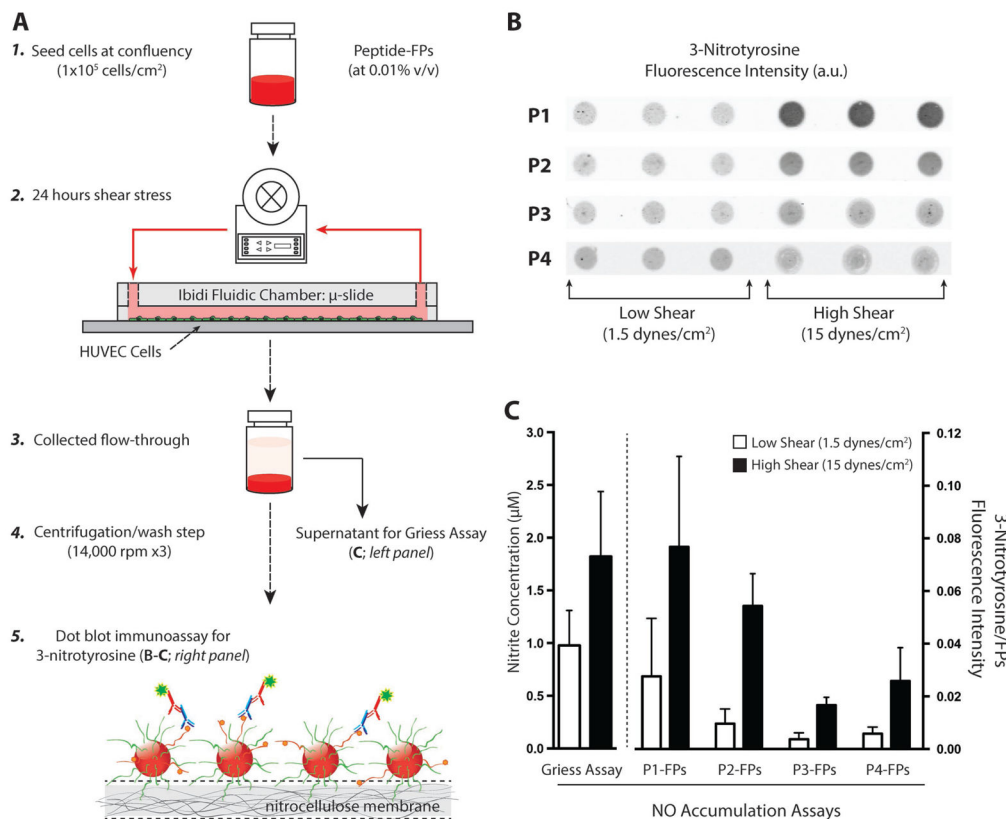 A
1. Seed cells at confluency
(1x10⁵ cells/cm²)
Peptide-FPs
(at 0.01% v/v)
2. 24 hours shear stress
Ibidi Fluidic Chamber: µ-slide
HUVEC Cells
3. Collected flow-through
4. Centrifugation/wash step
(14,000 rpm x3)
Supernatant for Griess Assay
(C; left panel)
5. Dot blot immunoassay for
3-nitrotyrosine (B-C; right panel)
nitrocellulose membrane
B
3-Nitrotyrosine
Fluorescence Intensity (a.u.)
P1
P2
P3
P4
Low Shear
(1.5 dynes/cm²)
High Shear
(15 dynes/cm²)
C
Low Shear (1.5 dynes/cm²)
High Shear (15 dynes/cm²)
Nitrite Concentration (µM)
3.0
2.5
2.0
1.5
1.0
0.5
0.0
0.12
0.10
0.08
0.06
0.04
0.02
0.00
3-Nitrotyrosine/FPs
Fluorescence Intensity
Griess Assay P1-FPs P2-FPs P3-FPs P4-FPs
NO Accumulation Assays